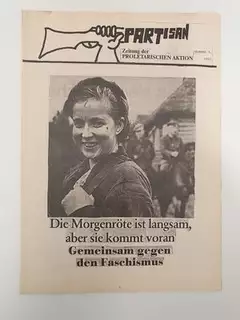 PARTISAN
Zeitung der
PROLETARISCHEN AKTION
Die Morgenröte ist langsam,
aber sie kommt voran
Gemeinsam gegen
den Faschismus